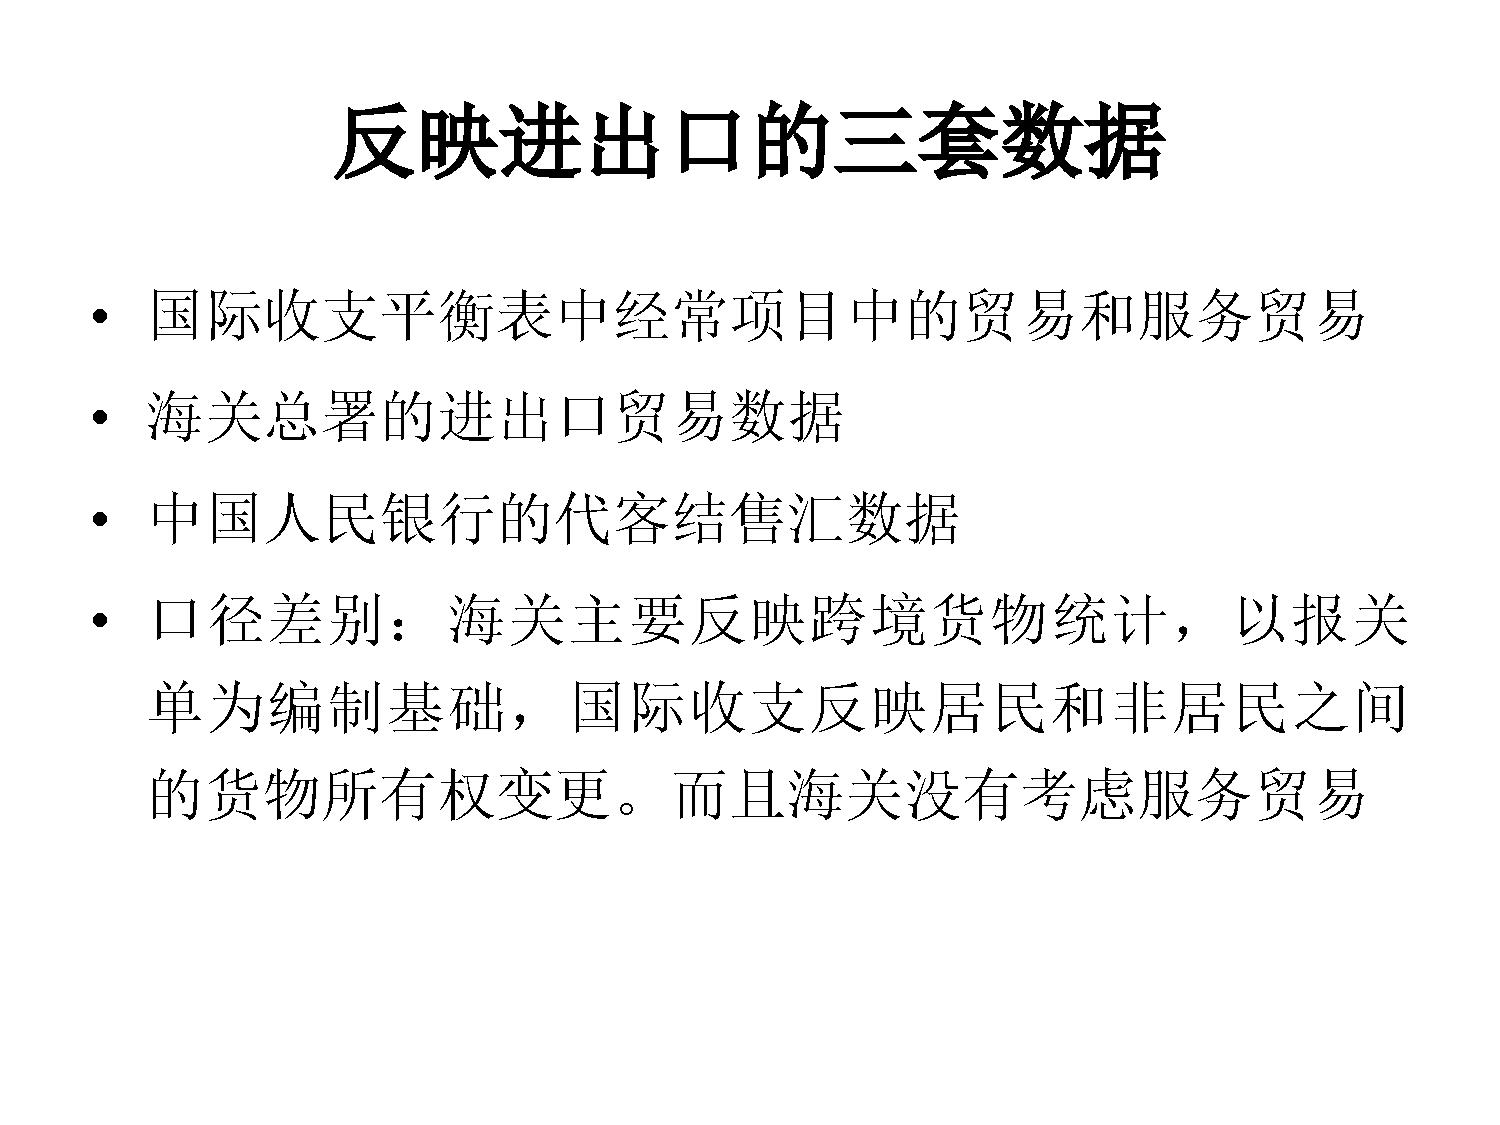 反映进出口的三套数据
• 国际收支平衡表中经常项目中的贸易和服务贸易
• 海关总署的进出口贸易数据
• 中国人民银行的代客结售汇数据
• 口径差别：海关主要反映跨境货物统计，以报关
单为编制基础，国际收支反映居民和非居民之间
的货物所有权变更。而且海关没有考虑服务贸易